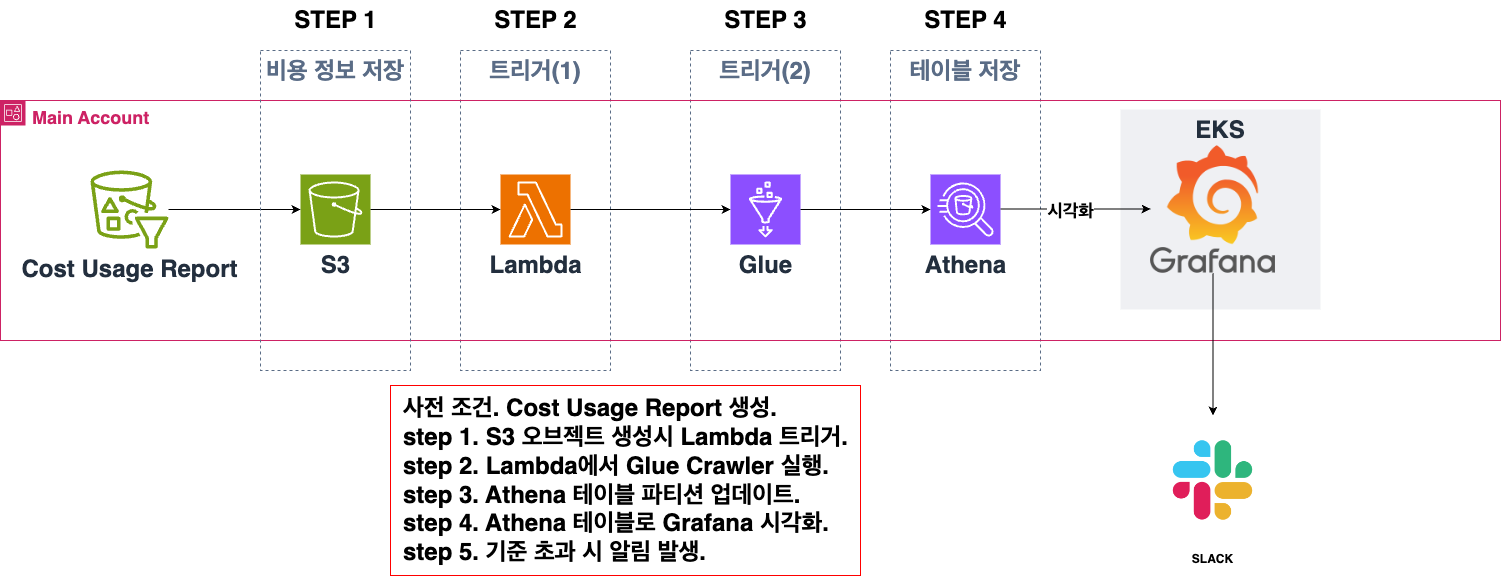 STEP 1
STEP 2
STEP 3
STEP 4
비용 정보 저장
트리거(1)
트리거(2)
테이블 저장
Main Account
EKS
시각화
Grafana
Cost Usage Report
S3
Lambda
Glue
Athena
사전 조건. Cost Usage Report 생성.
step 1. S3 오브젝트 생성시 Lambda 트리거.
step 2. Lambda에서 Glue Crawler 실행.
step 3. Athena 테이블 파티션 업데이트.
step 4. Athena 테이블로 Grafana 시각화.
step 5. 기준 초과 시 알림 발생.
SLACK